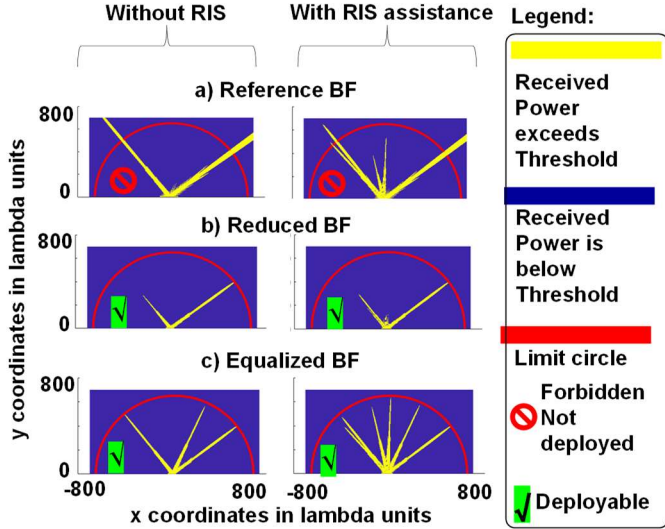 Without RIS
With RIS assistance
Legend:
a) Reference BF
800
0
Received
Power
exceeds
Threshold
b) Reduced BF
800
0
√
√
Received
Power is
below
Threshold
c) Equalized BF
800
0
√
√
-800
800
-800
800
x coordinates in lambda units
y coordinates in lambda units
Limit circle
Forbidden
Not
deployed
√
Deployable